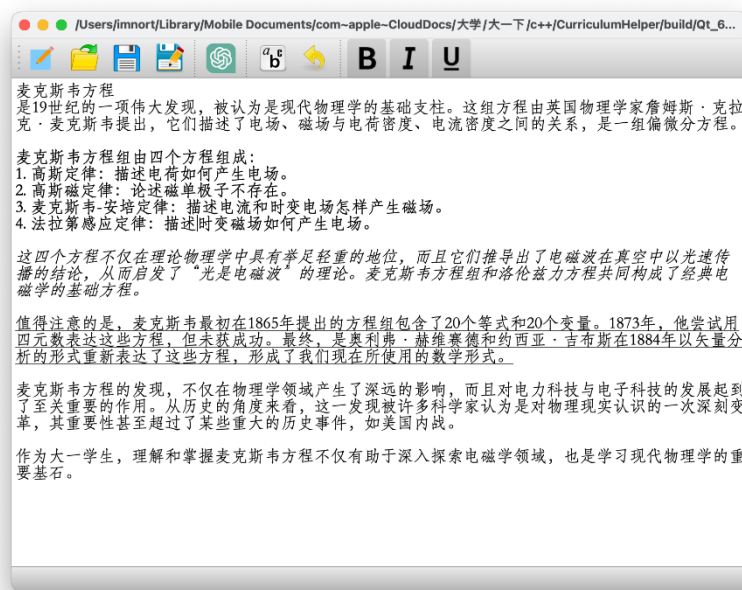 /Users/imnort/Library/Mobile Documents/com~apple~CloudDocs/大学/大一下/c++/CurriculumHelper/build/Qt_6...
abc B I U
麦克斯韦方程
是19世纪的一项伟大发现，被认为是现代物理学的基础支柱。这组方程由英国物理学家詹姆斯·克拉
克·麦克斯韦提出，它们描述了电场、磁场与电荷密度、电流密度之间的关系，是一组偏微分方程。
麦克斯韦方程组由四个方程组成：
1. 高斯定律：描述电荷如何产生电场。
2. 高斯磁定律：论述磁单极子不存在。
3. 麦克斯韦-安培定律：描述电流和时变电场怎样产生磁场。
4. 法拉第感应定律：描述时变磁场如何产生电场。
这四个方程不仅在理论物理学中具有举足轻重的地位，而且它们推导出了电磁波在真空中以光速传
播的结论，从而启发了“光是电磁波”的理论。麦克斯韦方程组和洛伦兹力方程共同构成了经典电
磁学的基础方程。
值得注意的是，麦克斯韦最初在1865年提出的方程组包含了20个等式和20个变量。1873年，他尝试用
四元数表达这些方程，但未获成功。最终，是奥利弗·赫维赛德和约西亚·吉布斯在1884年以矢量分
析的形式重新表达了这些方程，形成了我们现在所使用的数学形式。
麦克斯韦方程的发现，不仅在物理学领域产生了深远的影响，而且对电力科技与电子科技的发展起到
了至关重要的作用。从历史的角度来看，这一发现被许多科学家认为是对物理现实认识的一次深刻变
革，其重要性甚至超过了某些重大的历史事件，如美国内战。
作为大一学生，理解和掌握麦克斯韦方程不仅有助于深入探索电磁学领域，也是学习现代物理学的重
要基石。